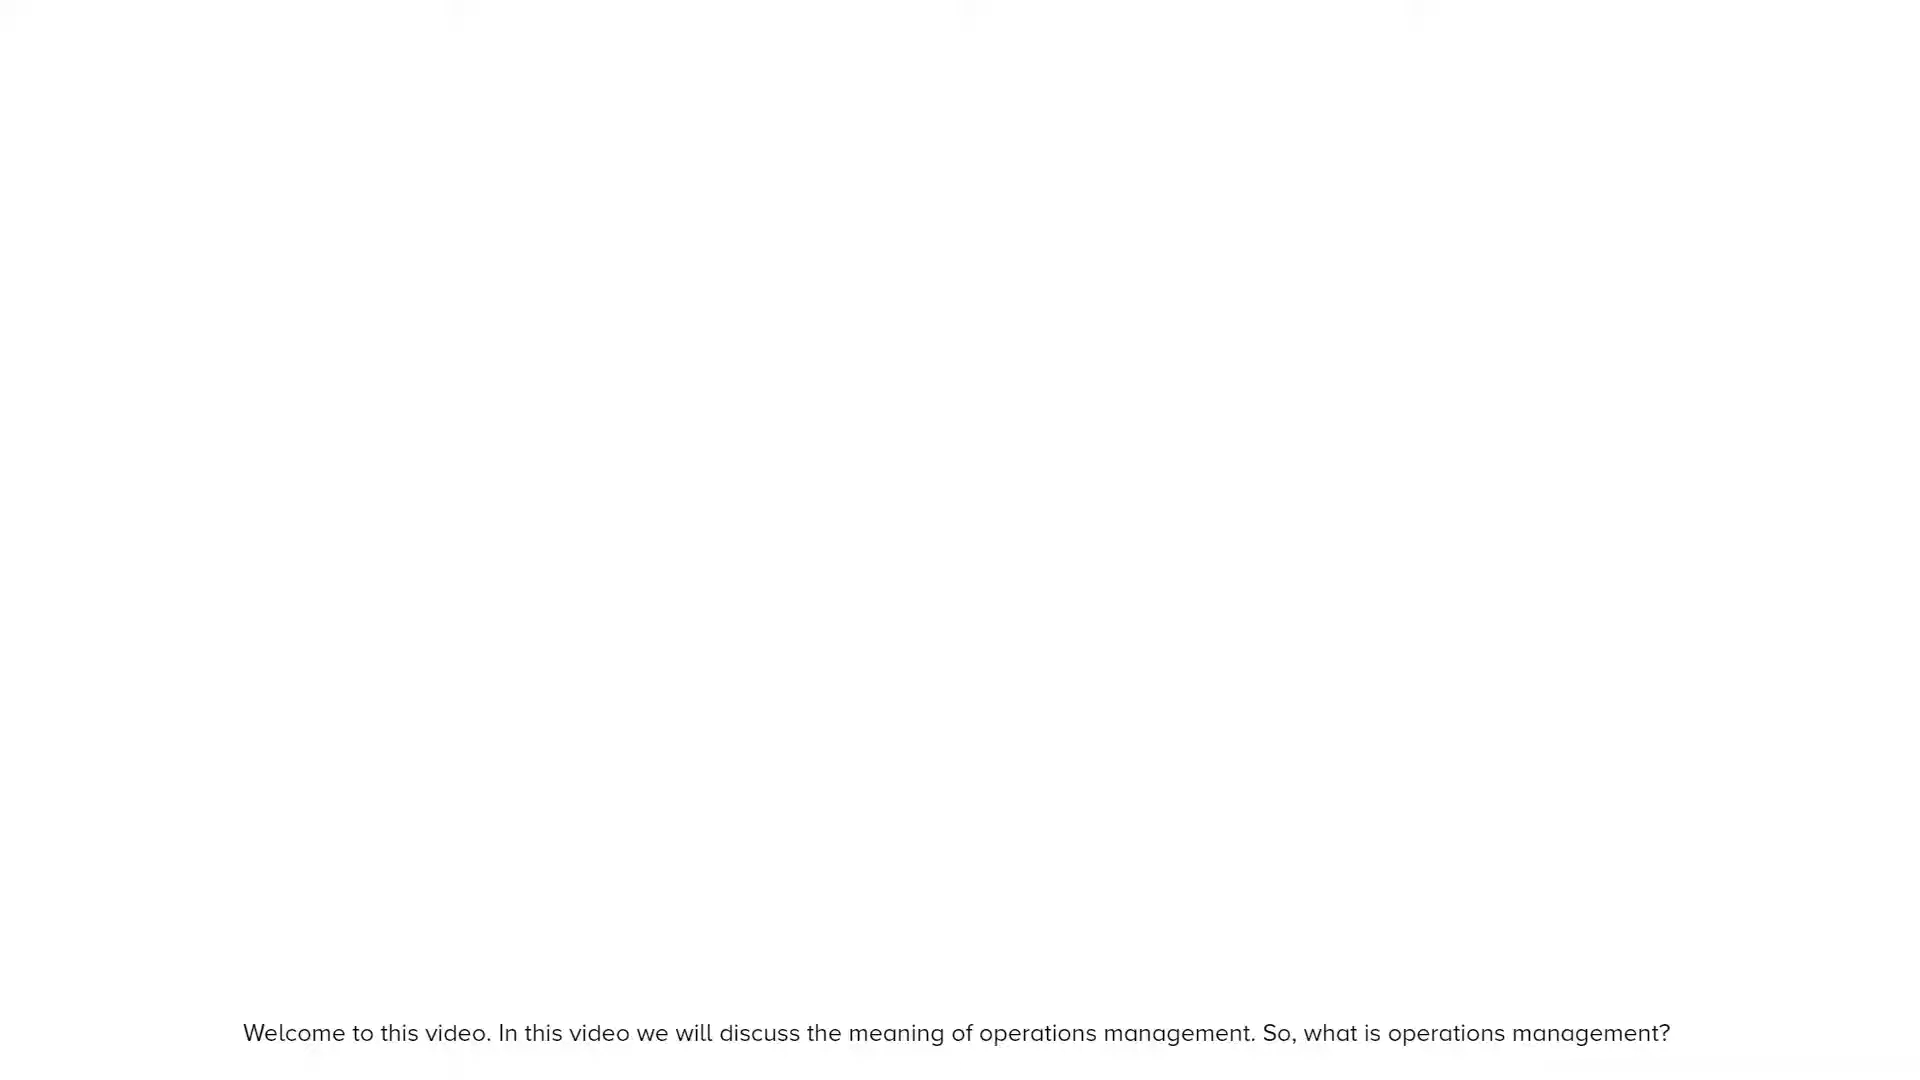 Welcome to this video. In this video we will discuss the meaning of operations management. So, what is operations management?